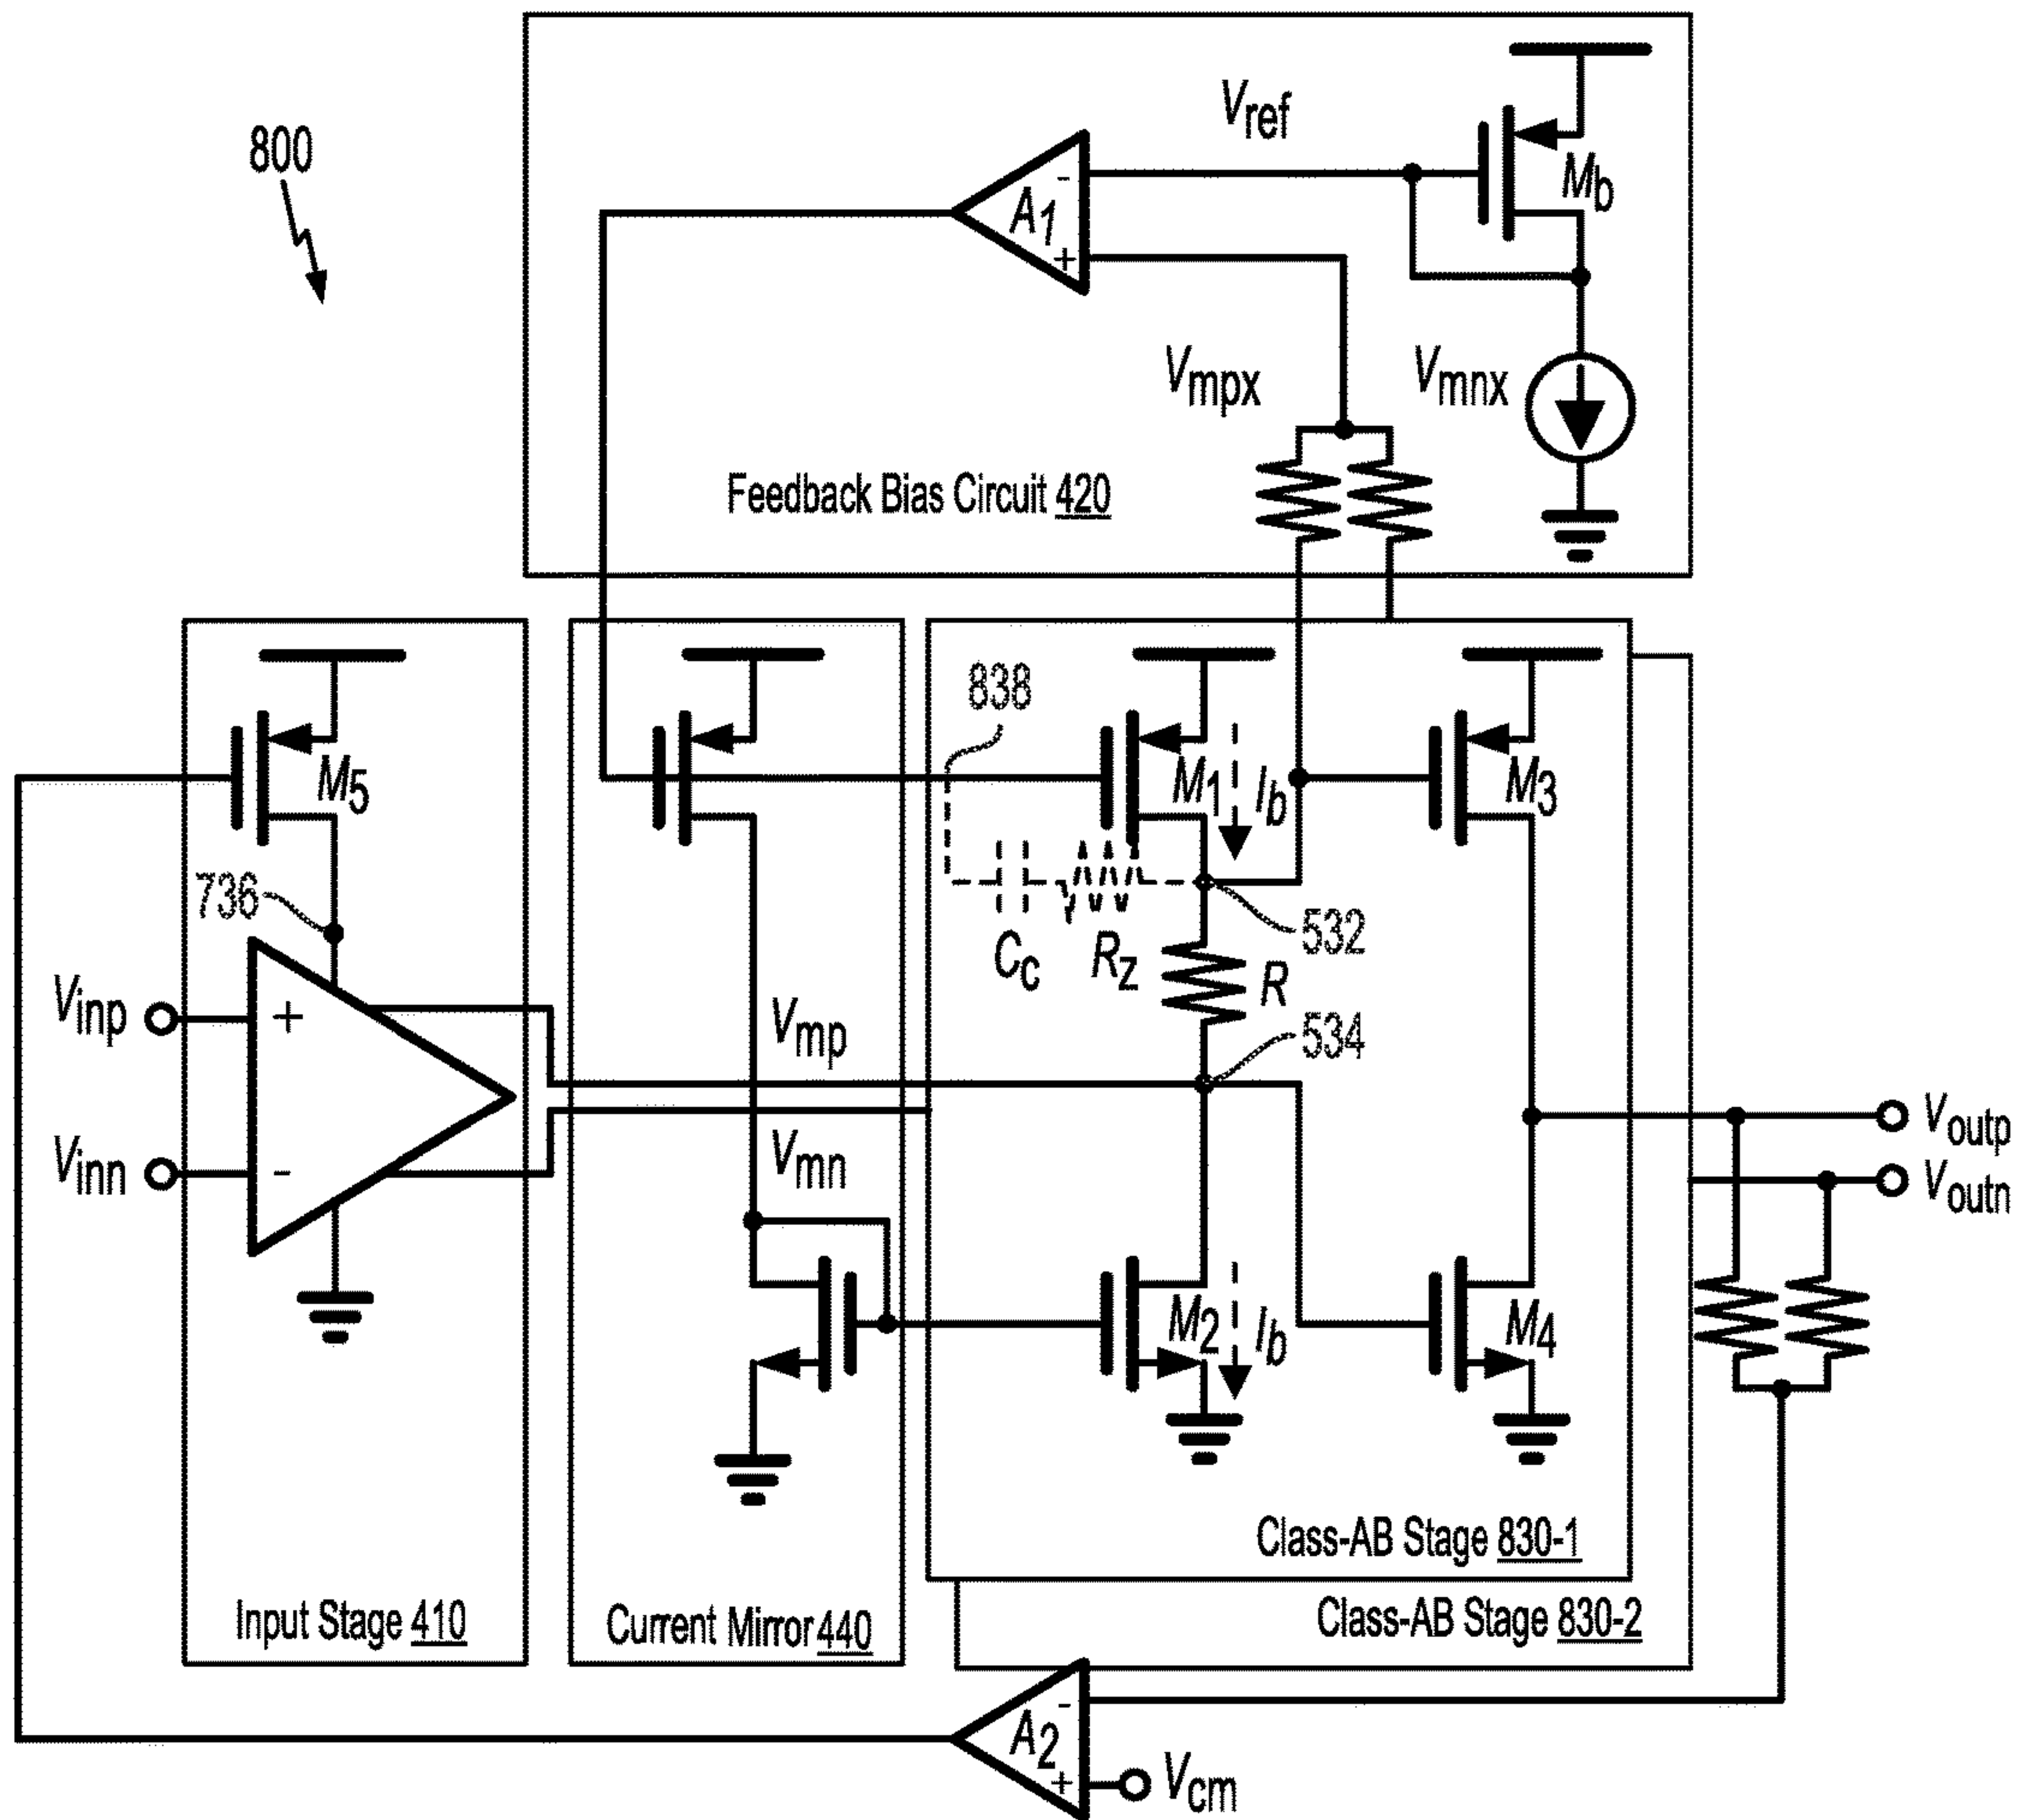 800
Vref
Mb
A1
-
+
Vmpx
Vmnx
Feedback Bias Circuit 420
838
M5
M1
Ib
M3
736
532
Cc
Rz
R
Vinp
+
Vmp
534
Vinn
-
Vmn
Voutp
Voutn
M2
Ib
M4
Class-AB Stage 830-1
Input Stage 410
Current Mirror 440
Class-AB Stage 830-2
A2
-
+
Vcm